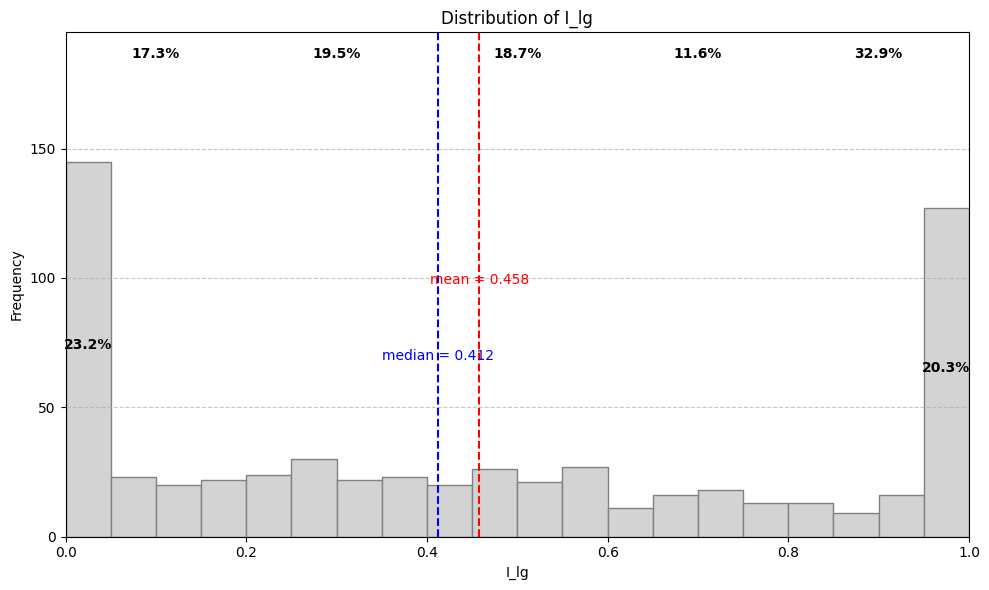 Distribution of I_lg
17.3% 19.5% 18.7% 11.6% 32.9%
150
mean = 0.458
100
23.2%
median = 0.412
20.3%
50
0
Frequency
0.0 0.2 0.4 0.6 0.8 1.0
I_lg